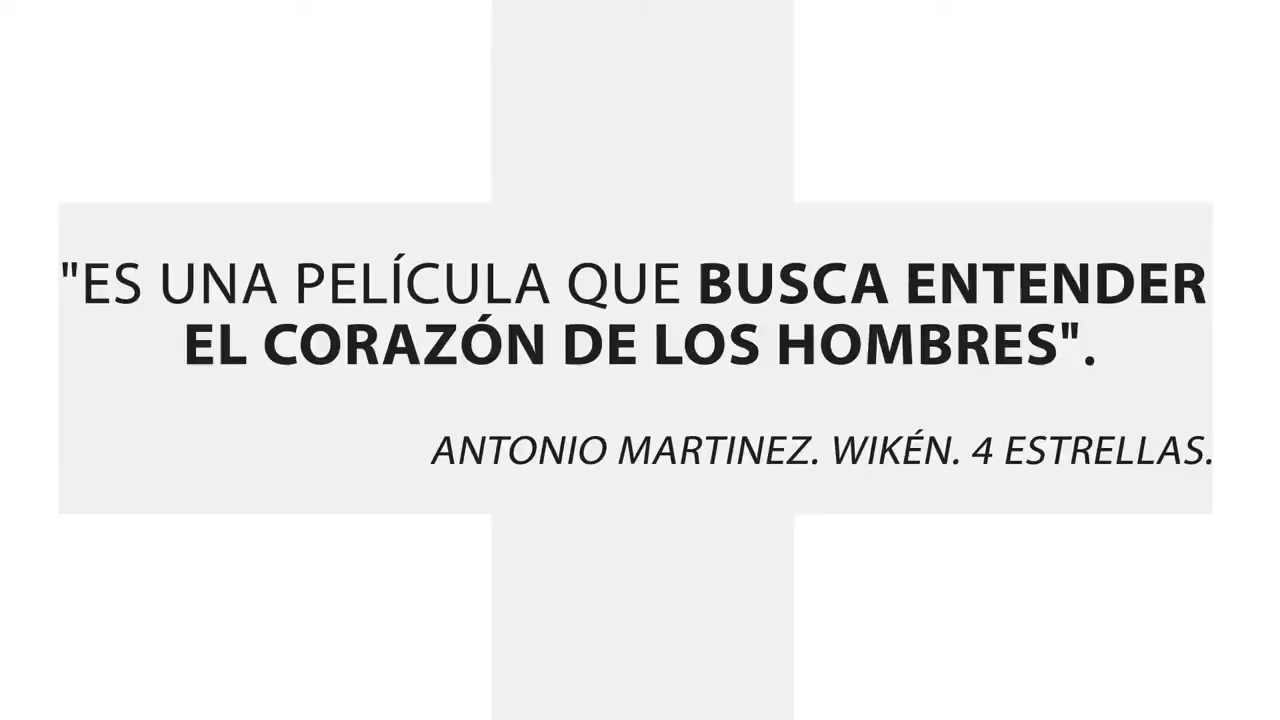 "ES UNA PELÍCULA QUE BUSCA ENTENDER
EL CORAZÓN DE LOS HOMBRES".
ANTONIO MARTINEZ. WIKÉN. 4 ESTRELLAS.